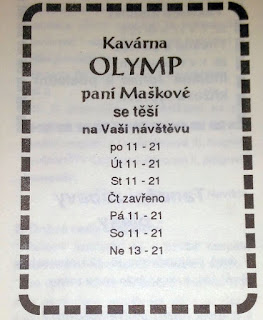 Kavárna
OLYMP
paní Maškové
se těší
na Vaši návštěvu
po 11 - 21
Út 11 - 21
St 11 - 21
Čt zavřeno
Pá 11 - 21
So 11 - 21
Ne 13 - 21